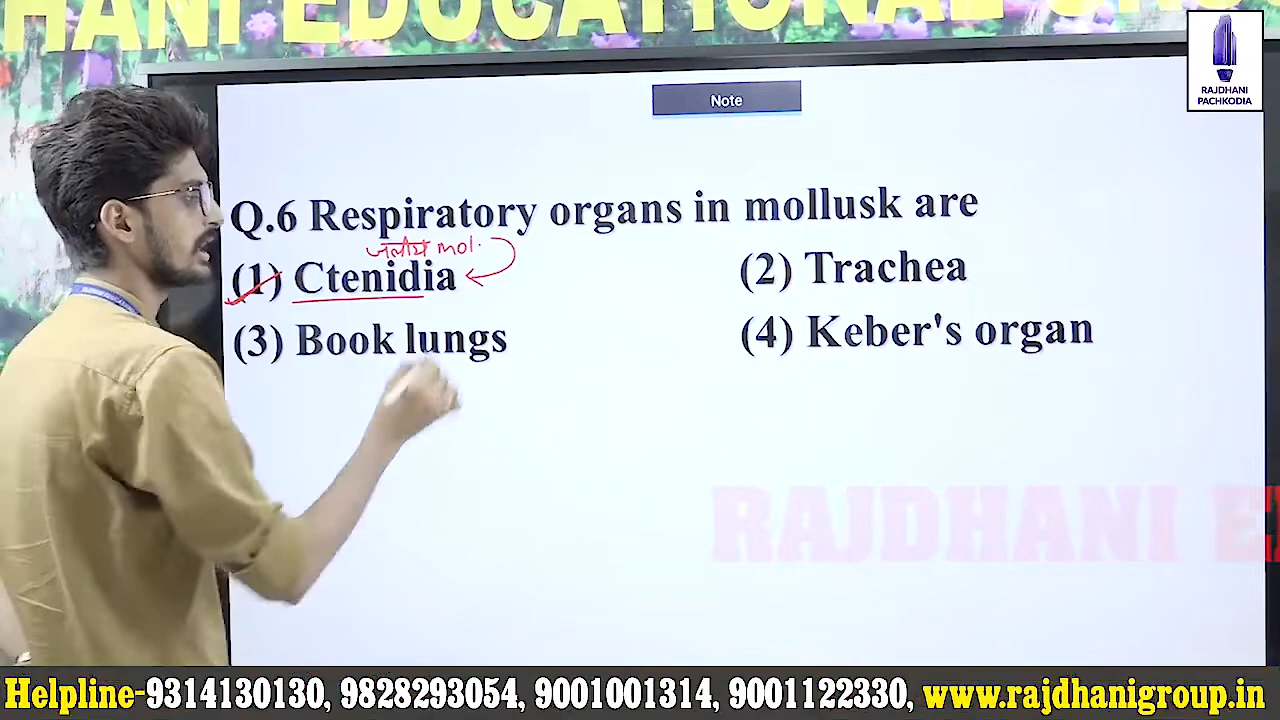 HANI EDUCATIONAL
RAJDHANI
PACHKODIA
Note
Q.6 Respiratory organs in mollusk are
जलीय mol.
(1) Ctenidia
(2) Trachea
(3) Book lungs
(4) Keber's organ
RAJDHANI E
Helpline-9314130130, 9828293054, 9001001314, 9001122330, www.rajdhanigroup.in